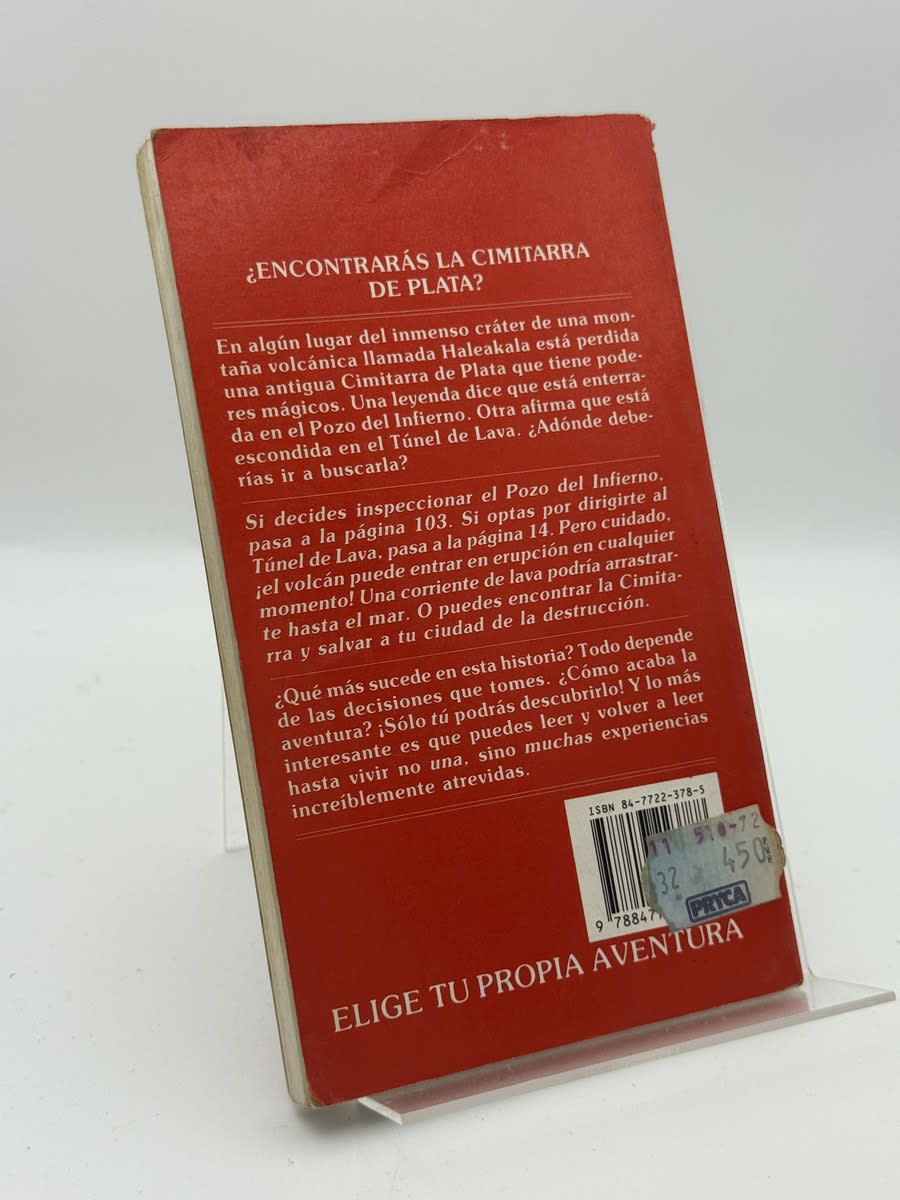 ¿ENCONTRARÁS LA CIMITARRA
DE PLATA?
En algún lugar del inmenso cráter de una mon-
taña volcánica llamada Haleakala está perdida
una antigua Cimitarra de Plata que tiene pode-
res mágicos. Una leyenda dice que está enterra-
da en el Pozo del Infierno. Otra afirma que está
escondida en el Túnel de Lava. ¿Adónde debe-
rías ir a buscarla?
Si decides inspeccionar el Pozo del Infierno,
pasa a la página 103. Si optas por dirigirte al
Túnel de Lava, pasa a la página 14. Pero cuidado,
¡el volcán puede entrar en erupción en cualquier
momento! Una corriente de lava podría arrastrar-
te hasta el mar. O puedes encontrar la Cimita-
rra y salvar a tu ciudad de la destrucción.
¿Qué más sucede en esta historia? Todo depende
de las decisiones que tomes. ¿Cómo acaba la
aventura? ¡Sólo tú podrás descubrirlo! Y lo más
interesante es que puedes leer y volver a leer
hasta vivir no una, sino muchas experiencias
increíblemente atrevidas.
ISBN 84-7722-378-5
32 450
PRYCA
9 78847
ELIGE TU PROPIA AVENTURA